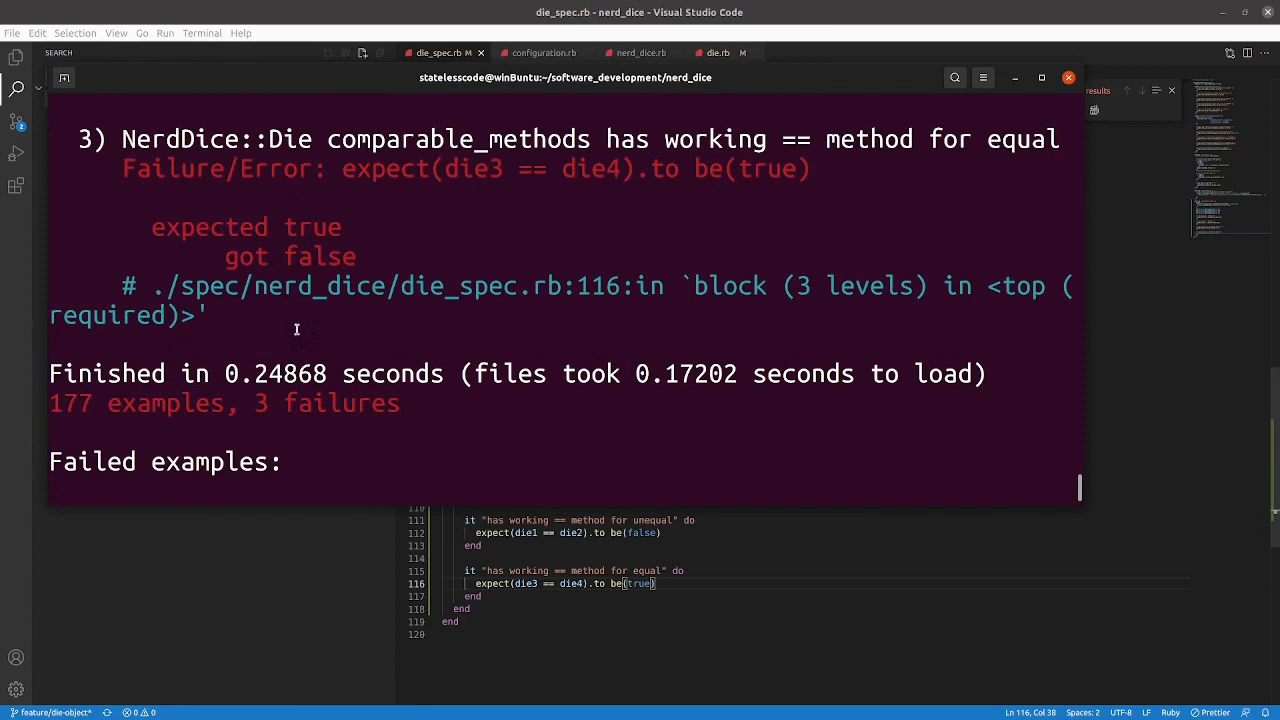 die_spec.rb - nerd_dice - Visual Studio Code
File Edit Selection View Go Run Terminal Help
SEARCH
die_spec.rb M
configuration.rb
nerd_dice.rb
die.rb M
statelesscode@winBuntu:~/software_development/nerd_dice
results
3) NerdDice::Die comparable_methods has working == method for equal
Failure/Error: expect(die3 == die4).to be(true)
expected true
got false
# ./spec/nerd_dice/die_spec.rb:116:in `block (3 levels) in <top (
required)>'
Finished in 0.24868 seconds (files took 0.17202 seconds to load)
177 examples, 3 failures
Failed examples:
110
111 it "has working == method for unequal" do
112 expect(die1 == die2).to be(false)
113 end
114
115 it "has working == method for equal" do
116 expect(die3 == die4).to be(true)
117 end
118 end
119 end
120
2
feature/die-object* 0 0 Ln 116, Col 38 Spaces: 2 UTF-8 LF Ruby Prettier